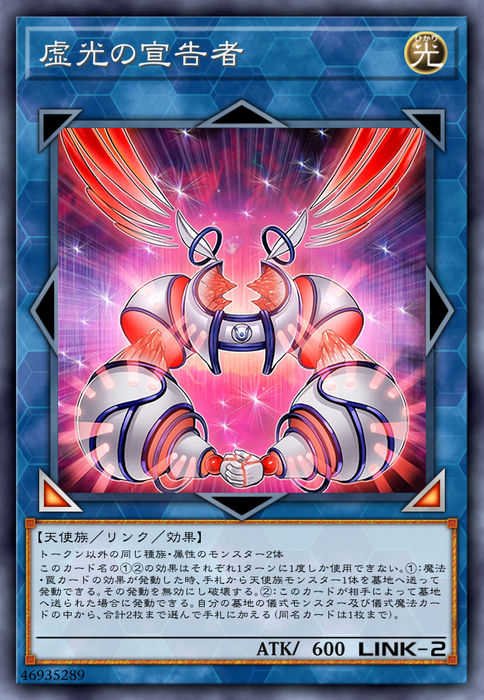 虚光の宣告者
ひかり
光
【天使族／リンク／効果】
トークン以外の同じ種族・属性のモンスター2体
このカード名の①②の効果はそれぞれ1ターンに1度しか使用できない。①：魔法
・罠カードの効果が発動した時、手札から天使族モンスター1体を墓地へ送って
発動できる。その発動を無効にし破壊する。②：このカードが相手によって墓地
へ送られた場合に発動できる。自分の墓地の儀式モンスター及び儀式魔法カー
ドの中から、合計2枚まで選んで手札に加える（同名カードは1枚まで）。
ATK/ 600 LINK-2
46935289